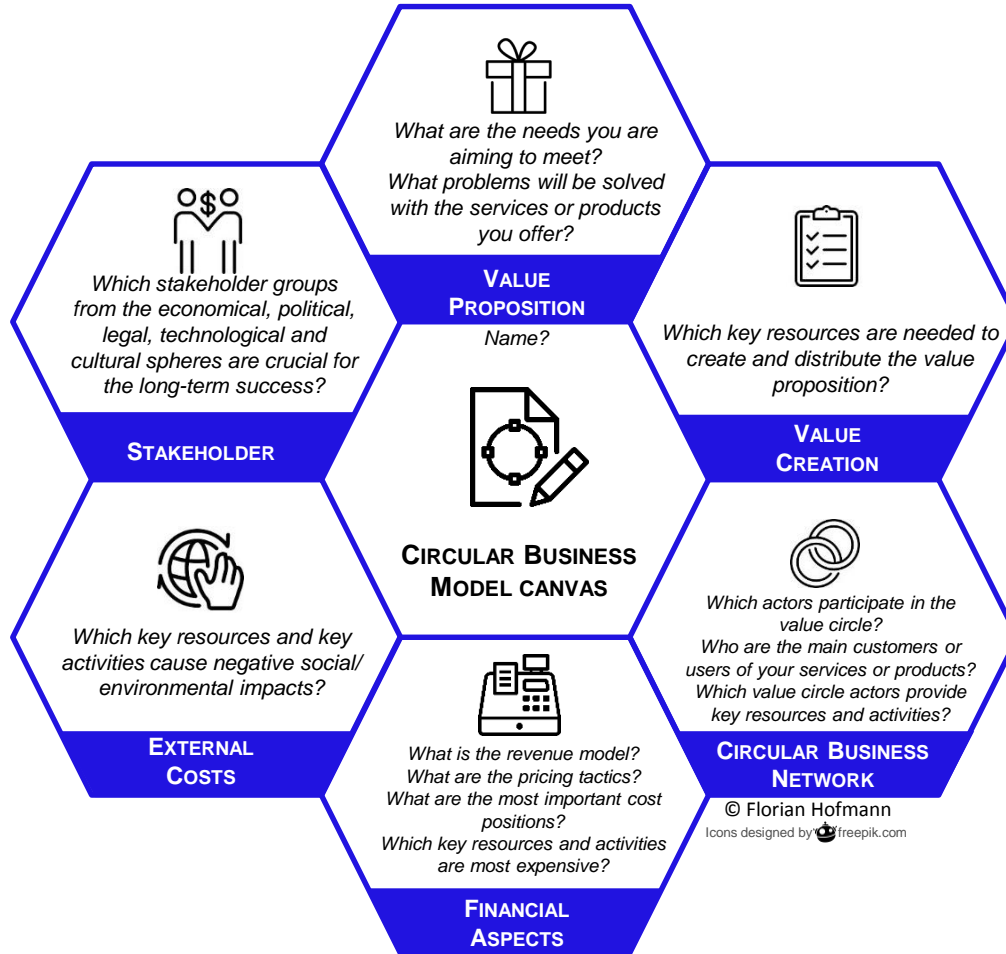 What are the needs you are
aiming to meet?
What problems will be solved
with the services or products
you offer?
VALUE
PROPOSITION
$
Which stakeholder groups
from the economical, political,
legal, technological and
cultural spheres are crucial for
the long-term success?
STAKEHOLDER
Which key resources are needed to
create and distribute the value
proposition?
VALUE
CREATION
Name?
CIRCULAR BUSINESS
MODEL CANVAS
Which key resources and key
activities cause negative social/
environmental impacts?
EXTERNAL
COSTS
Which actors participate in the
value circle?
Who are the main customers or
users of your services or products?
Which value circle actors provide
key resources and activities?
CIRCULAR BUSINESS
NETWORK
What is the revenue model?
What are the pricing tactics?
What are the most important cost
positions?
Which key resources and activities
are most expensive?
FINANCIAL
ASPECTS
© Florian Hofmann
Icons designed by freepik.com